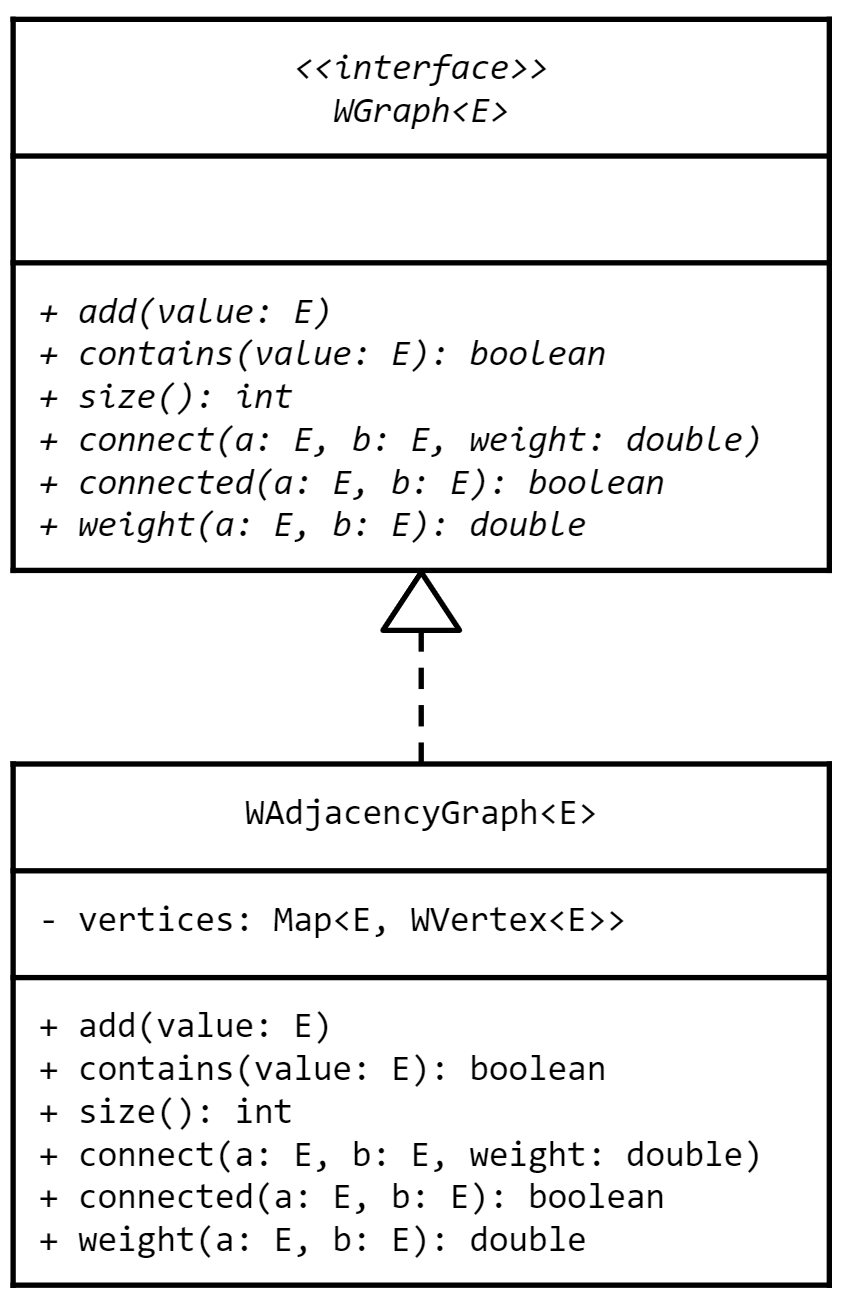 <<interface>>
WGraph<E>
+ add(value: E)
+ contains(value: E): boolean
+ size(): int
+ connect(a: E, b: E, weight: double)
+ connected(a: E, b: E): boolean
+ weight(a: E, b: E): double
WAdjacencyGraph<E>
- vertices: Map<E, WVertex<E>>
+ add(value: E)
+ contains(value: E): boolean
+ size(): int
+ connect(a: E, b: E, weight: double)
+ connected(a: E, b: E): boolean
+ weight(a: E, b: E): double